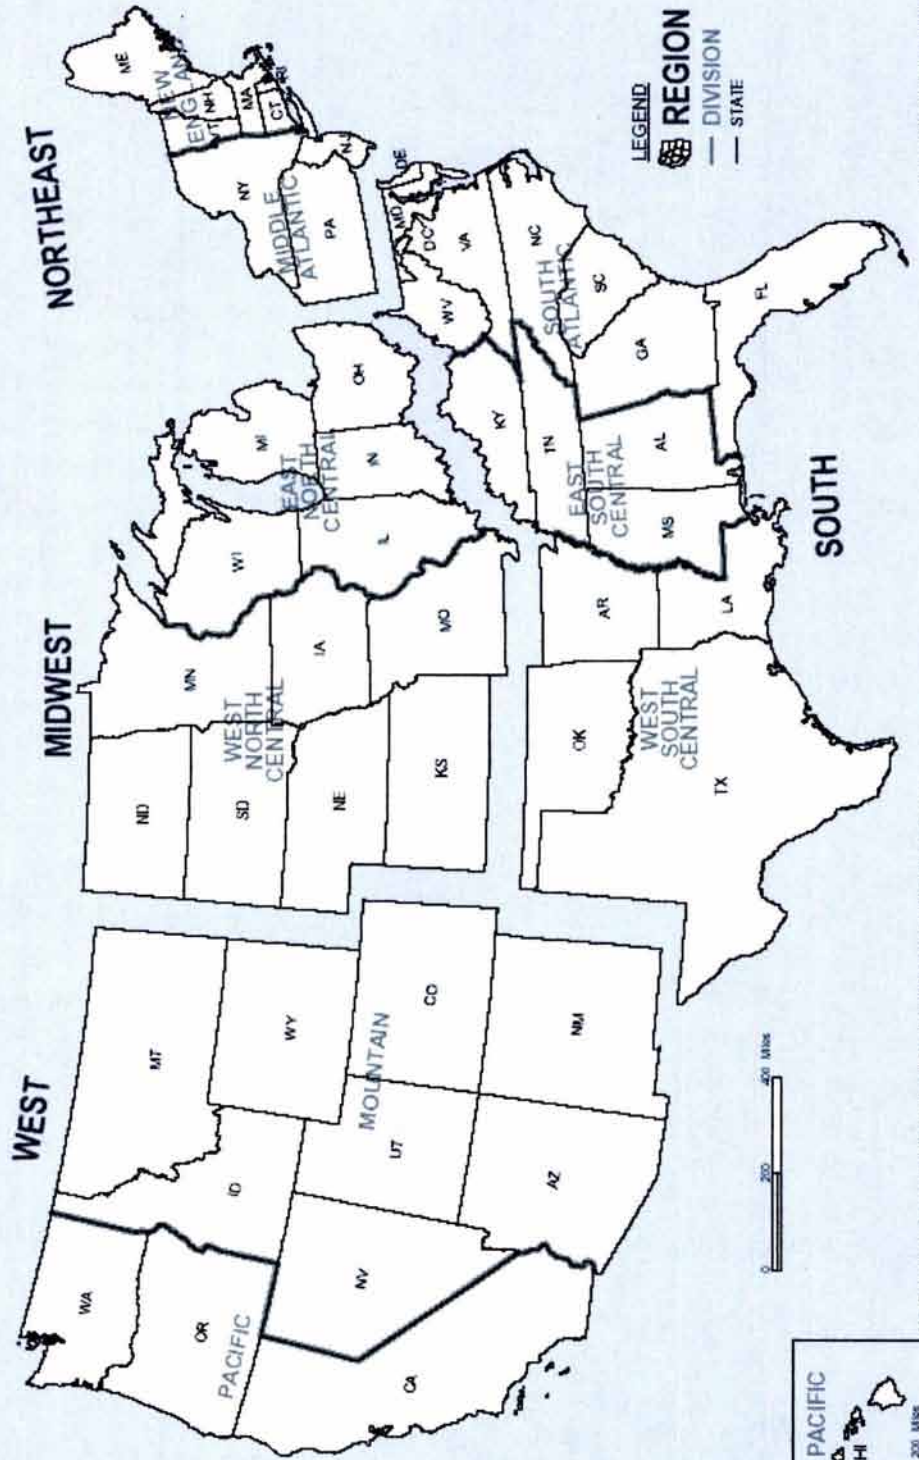 WEST
MIDWEST
NORTHEAST
SOUTH
PACIFIC
MOUNTAIN
WEST
NORTH
CENTRAL
EAST
NORTH
CENTRAL
MIDDLE
ATLANTIC
NEW
ENGLAND
WEST
SOUTH
CENTRAL
EAST
SOUTH
CENTRAL
SOUTH
ATLANTIC
WA
OR
CA
NV
ID
MT
WY
UT
CO
AZ
NM
ND
SD
NE
KS
MN
IA
MO
WI
IL
MI
IN
OH
NY
PA
NJ
VT
NH
ME
MA
CT
RI
OK
TX
AR
LA
KY
TN
MS
AL
WV
MD
DE
DC
VA
NC
SC
GA
FL
0 200 400 Miles
LEGEND
REGION
DIVISION
STATE
PACIFIC
HI
200 Miles